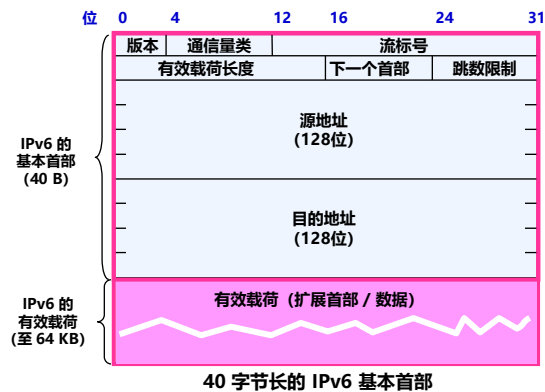 位 0 4 12 16 24 31
版本 通信量类 流标号
有效载荷长度 下一个首部 跳数限制
源地址
(128位)
IPv6 的
基本首部
(40 B)
目的地址
(128位)
IPv6 的
有效载荷
(至 64 KB)
有效载荷（扩展首部 / 数据）
40 字节长的 IPv6 基本首部